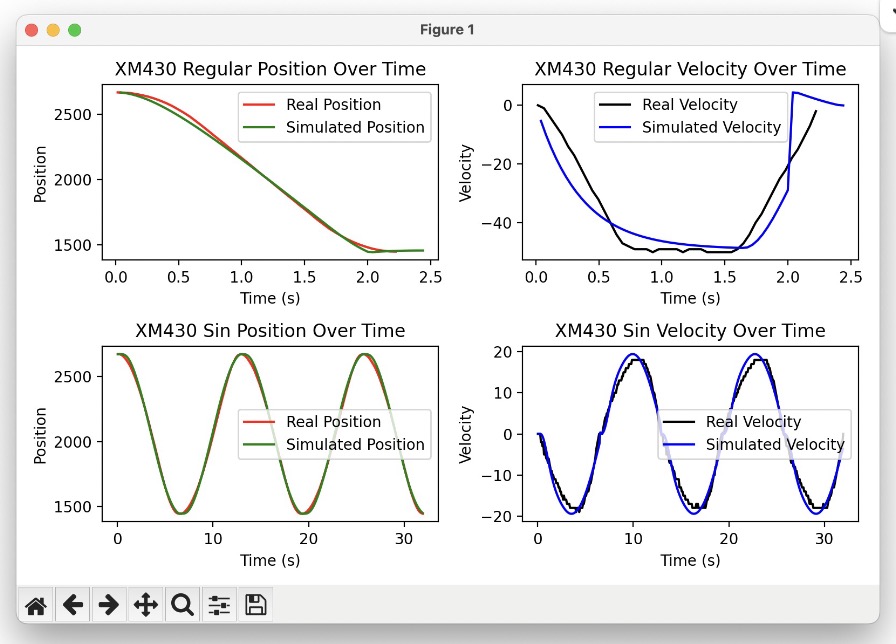 Figure 1
XM430 Regular Position Over Time
Real Position
Simulated Position
Position
2500
2000
1500
0.0 0.5 1.0 1.5 2.0 2.5
Time (s)
XM430 Regular Velocity Over Time
Real Velocity
Simulated Velocity
Velocity
0
−20
−40
0.0 0.5 1.0 1.5 2.0 2.5
Time (s)
XM430 Sin Position Over Time
Real Position
Simulated Position
Position
2500
2000
1500
0 10 20 30
Time (s)
XM430 Sin Velocity Over Time
Real Velocity
Simulated Velocity
Velocity
20
10
0
−10
−20
0 10 20 30
Time (s)